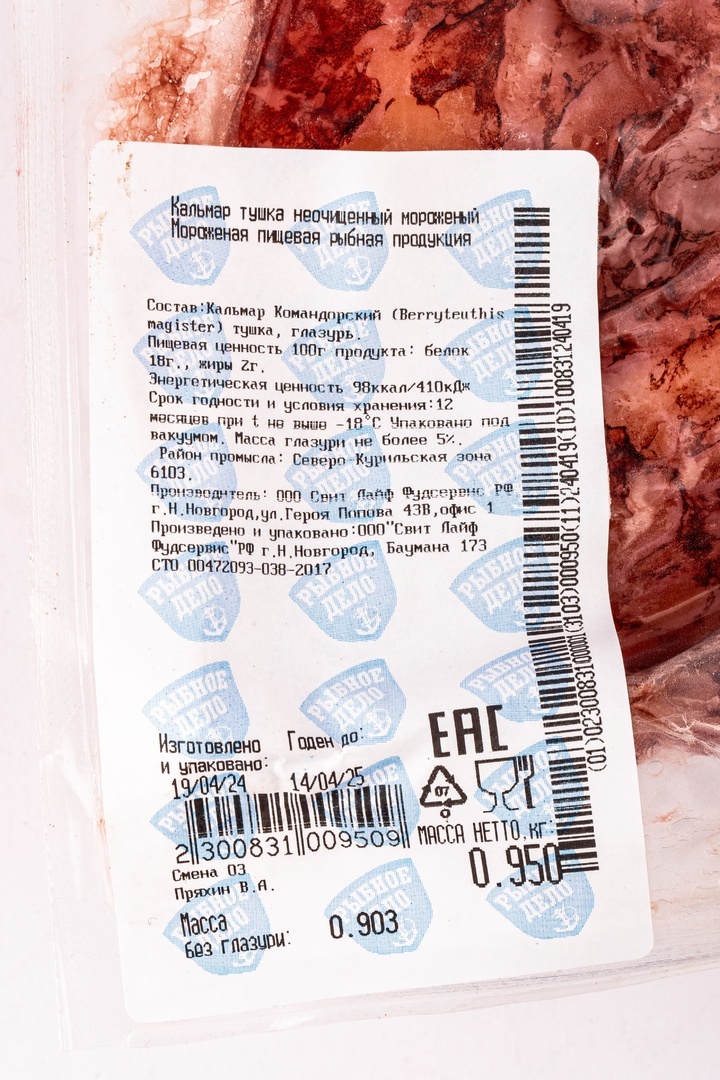 Кальмар тушка неочищенный мороженый
Мороженая пищевая рыбная продукция
Состав:Кальмар Командорский (Berryteuthis
magister) тушка, глазурь.
Пищевая ценность 100г продукта: белок
18г., жиры 2г.
Энергетическая ценность 98ккал/410кДж
Срок годности и условия хранения:12
месяцев при t не выше -18°С Упаковано под
вакуумом. Масса глазури не более 5%.
Район промысла: Северо-Курильская зона
6103.
Производитель: ООО Свит Лайф Фудсервис РФ
г.Н.Новгород,ул.Героя Попова 43В,офис 1
Произведено и упаковано:ООО"Свит Лайф
Фудсервис"РФ г.Н.Новгород, Баумана 173
СТО 00472093-038-2017
Изготовлено
и упаковано:
19/04/24
Годен до:
14/04/25
ЕАС
07
2 300831 009509
МАССА НЕТТО,КГ:
0.950
Смена 03
Пряхин В.А.
Масса
без глазури:
0.903
(01)02300831000001(3103)000950(11)240419(10)100831240419
РЫБНОЕ
ДЕЛО